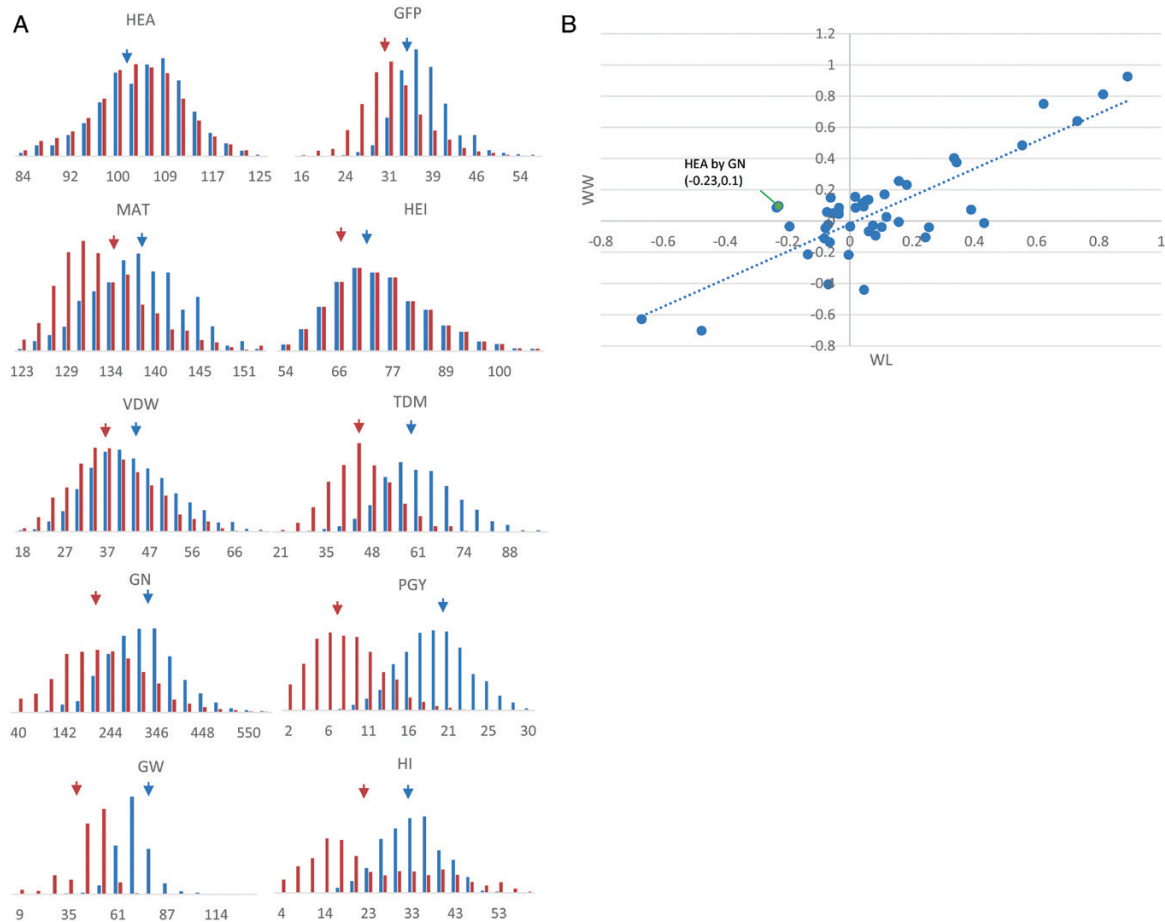 A
HEA
84 92 100 109 117 125
GFP
16 24 31 39 46 54
MAT
123 129 134 140 145 151
HEI
54 66 77 89 100
VDW
18 27 37 47 56 66
TDM
21 35 48 61 74 88
GN
40 142 244 346 448 550
PGY
2 6 11 16 21 25 30
GW
9 35 61 87 114
HI
4 14 23 33 43 53
B
1.2
1
0.8
0.6
0.4
0.2
0
-0.2
-0.4
-0.6
-0.8
WW
HEA by GN
(-0.23,0.1)
-0.8 -0.6 -0.4 -0.2 0 0.2 0.4 0.6 0.8 1
WL